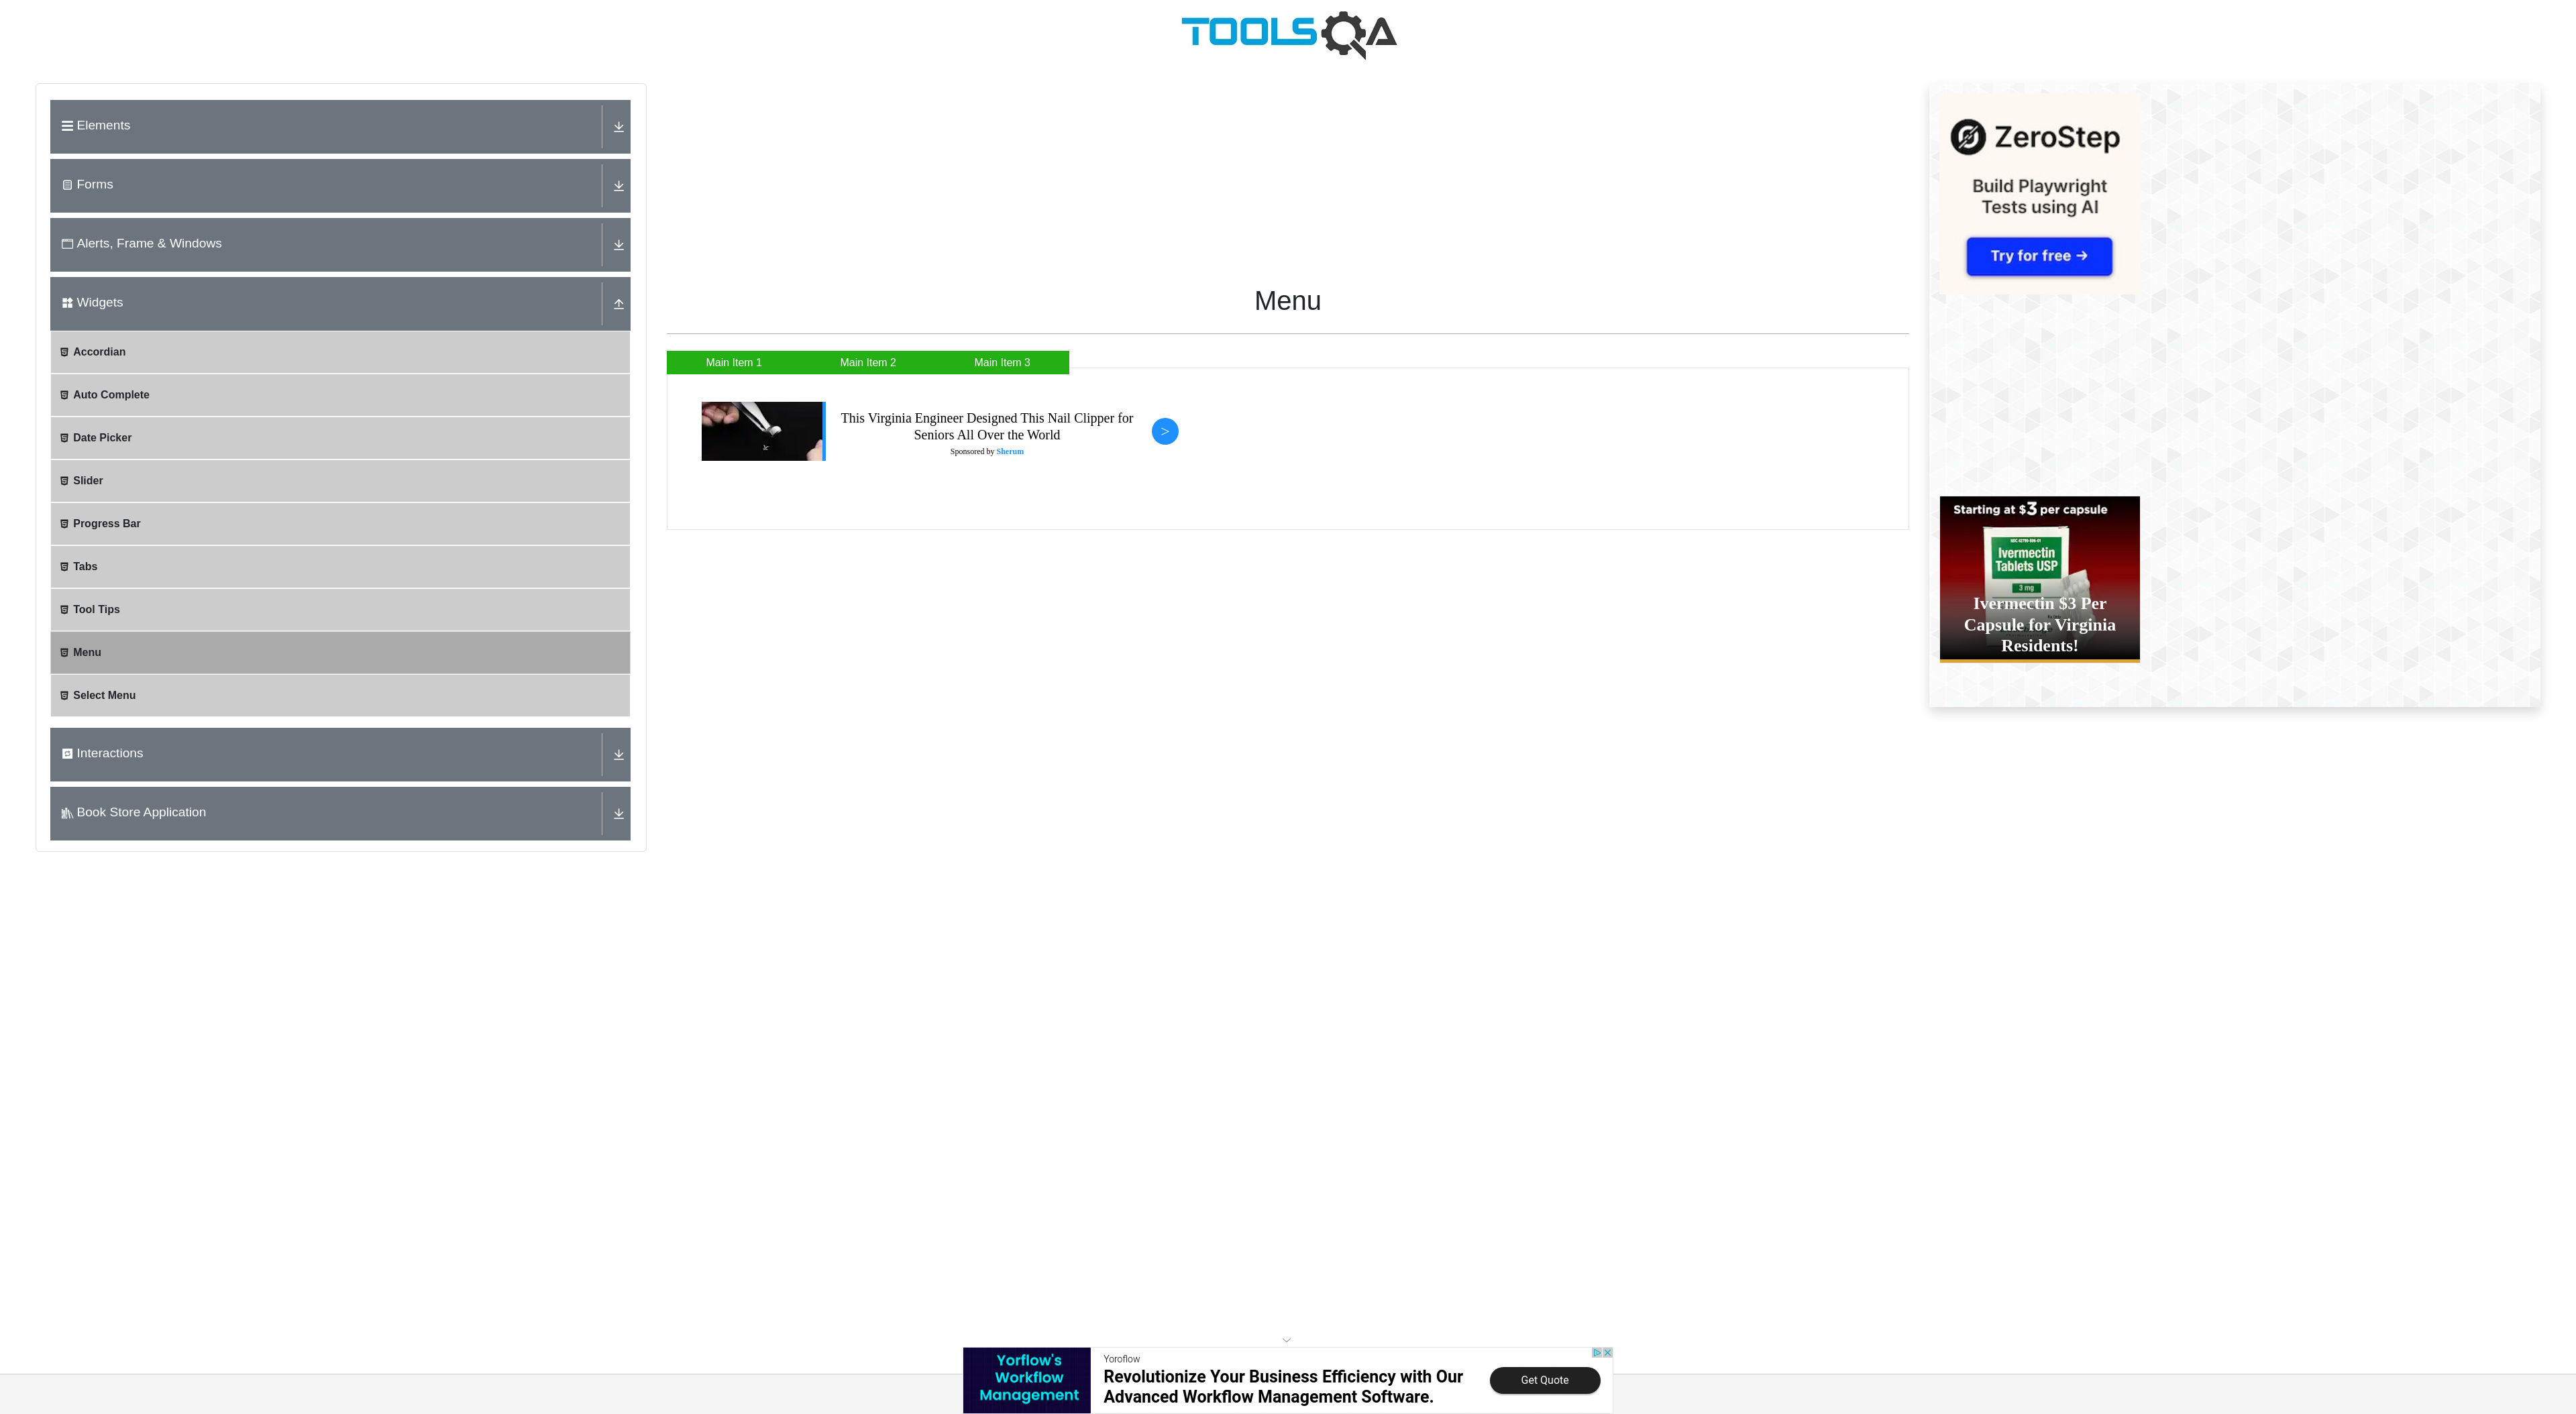 TOOLSQA
Elements
Forms
Alerts, Frame & Windows
Widgets
Accordian
Auto Complete
Date Picker
Slider
Progress Bar
Tabs
Tool Tips
Menu
Select Menu
Interactions
Book Store Application
Menu
Main Item 1
Main Item 2
Main Item 3
This Virginia Engineer Designed This Nail Clipper for
Seniors All Over the World
Sponsored by Sherum
>
ZeroStep
Build Playwright
Tests using AI
Try for free →
Starting at $3 per capsule
Ivermectin
Tablets USP
3 mg
Ivermectin $3 Per
Capsule for Virginia
Residents!
Yorflow's
Workflow
Management
Yoroflow
Revolutionize Your Business Efficiency with Our
Advanced Workflow Management Software.
Get Quote